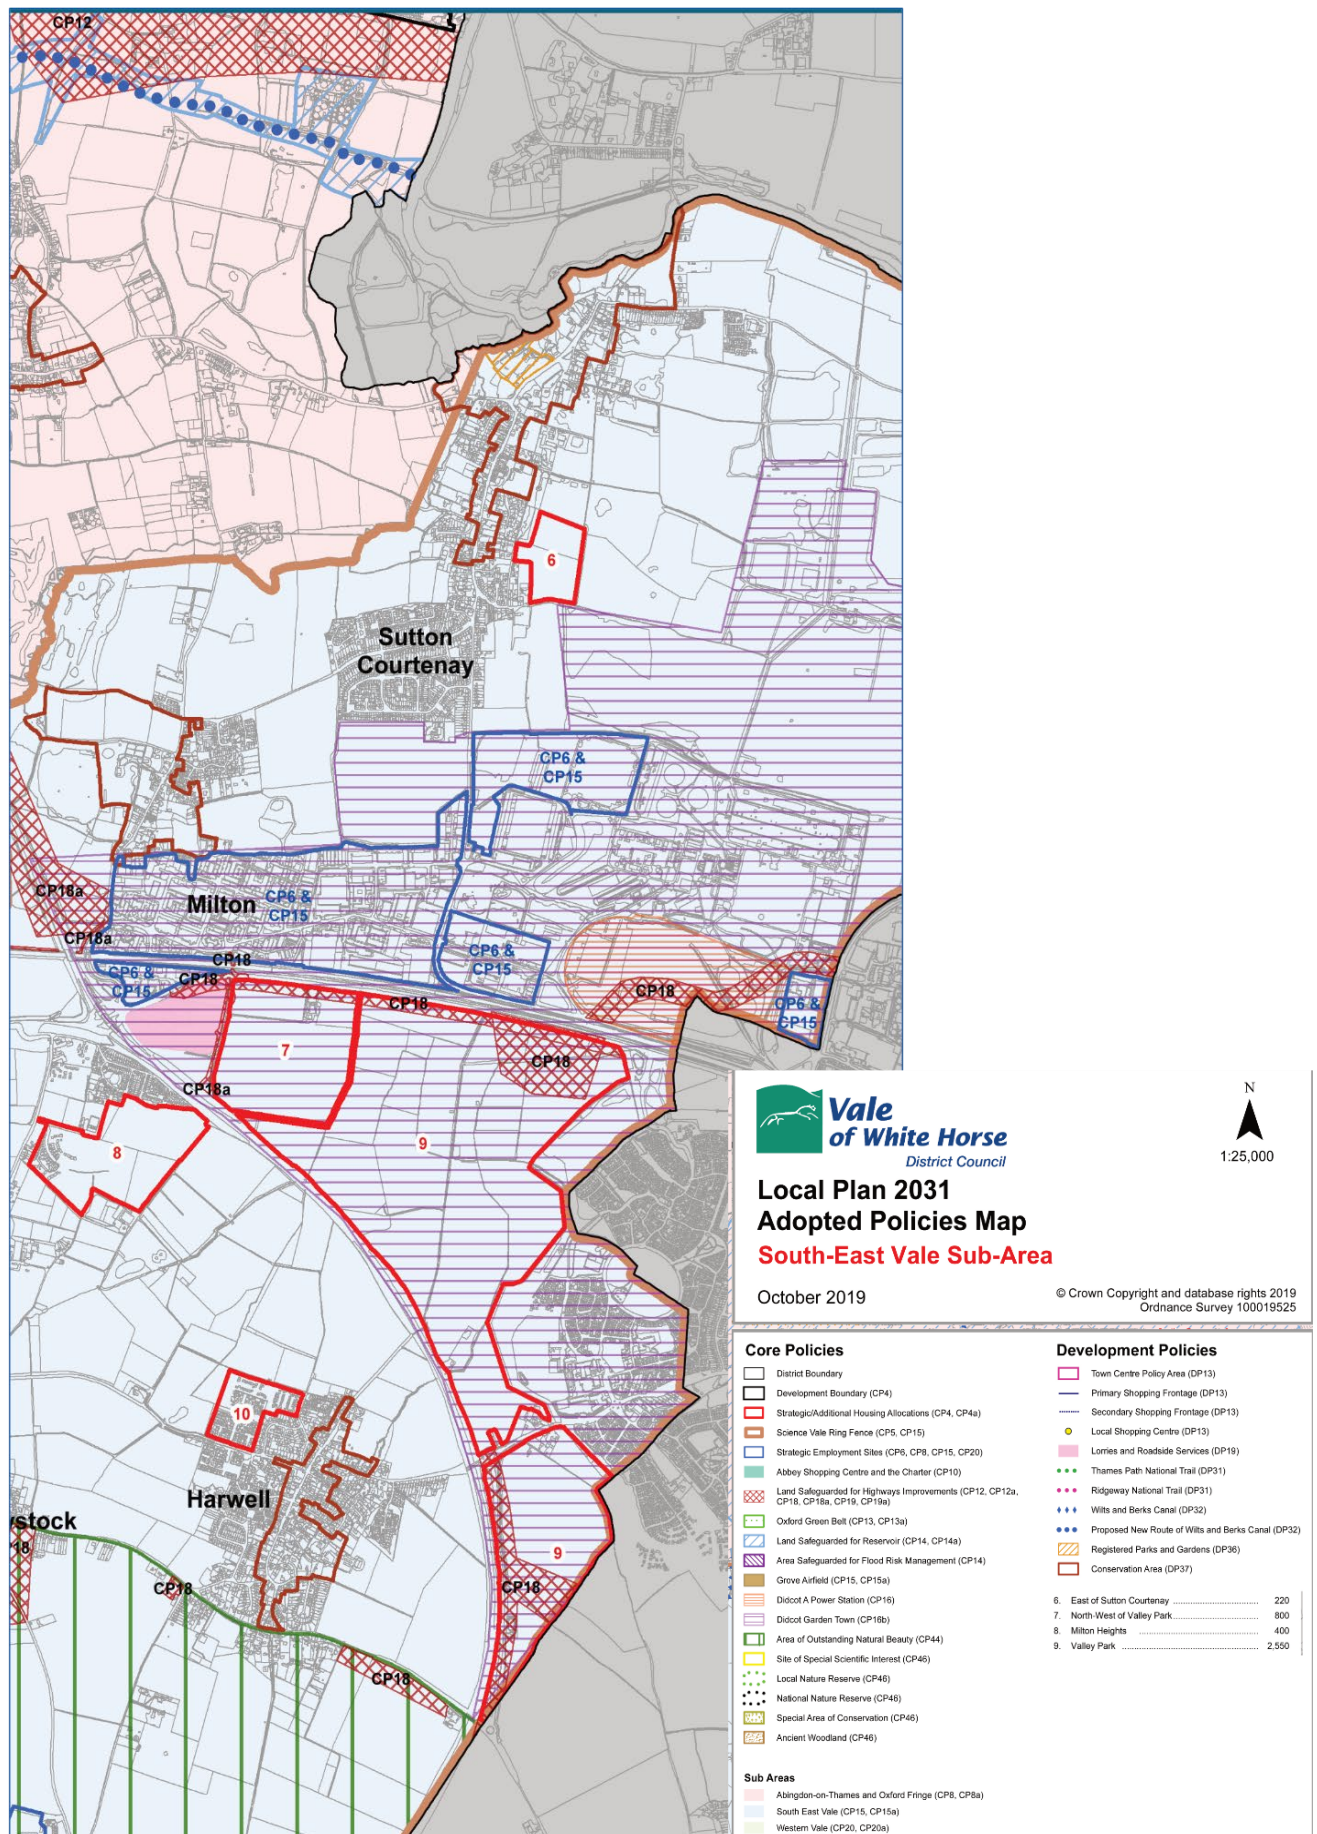 CP12
6
Sutton
Courtenay
CP6 &
CP15
CP18a
Milton
CP6 &
CP15
CP18a
CP6 &
CP15
CP18
CP6 &
CP15
CP18
CP18
CP18
CP6 &
CP15
7
CP18
CP18a
9
8
10
Harwell
stock
18
CP18
9
CP18
CP18
Vale
of White Horse
District Council
N
1:25,000
Local Plan 2031
Adopted Policies Map
South-East Vale Sub-Area
October 2019
© Crown Copyright and database rights 2019
Ordnance Survey 100019525
Core Policies
District Boundary
Development Boundary (CP4)
Strategic/Additional Housing Allocations (CP4, CP4a)
Science Vale Ring Fence (CP5, CP15)
Strategic Employment Sites (CP6, CP8, CP15, CP20)
Abbey Shopping Centre and the Charter (CP10)
Land Safeguarded for Highways Improvements (CP12, CP12a,
CP18, CP18a, CP19, CP19a)
Oxford Green Belt (CP13, CP13a)
Land Safeguarded for Reservoir (CP14, CP14a)
Area Safeguarded for Flood Risk Management (CP14)
Grove Airfield (CP15, CP15a)
Didcot A Power Station (CP16)
Didcot Garden Town (CP16b)
Area of Outstanding Natural Beauty (CP44)
Site of Special Scientific Interest (CP46)
Local Nature Reserve (CP46)
National Nature Reserve (CP46)
Special Area of Conservation (CP46)
Ancient Woodland (CP46)
Sub Areas
Abingdon-on-Thames and Oxford Fringe (CP8, CP8a)
South East Vale (CP15, CP15a)
Western Vale (CP20, CP20a)
Development Policies
Town Centre Policy Area (DP13)
Primary Shopping Frontage (DP13)
Secondary Shopping Frontage (DP13)
Local Shopping Centre (DP13)
Lorries and Roadside Services (DP19)
Thames Path National Trail (DP31)
Ridgeway National Trail (DP31)
Wilts and Berks Canal (DP32)
Proposed New Route of Wilts and Berks Canal (DP32)
Registered Parks and Gardens (DP36)
Conservation Area (DP37)
6. East of Sutton Courtenay ................................ 220
7. North-West of Valley Park................................ 800
8. Milton Heights ............................................. 400
9. Valley Park .................................................. 2,550